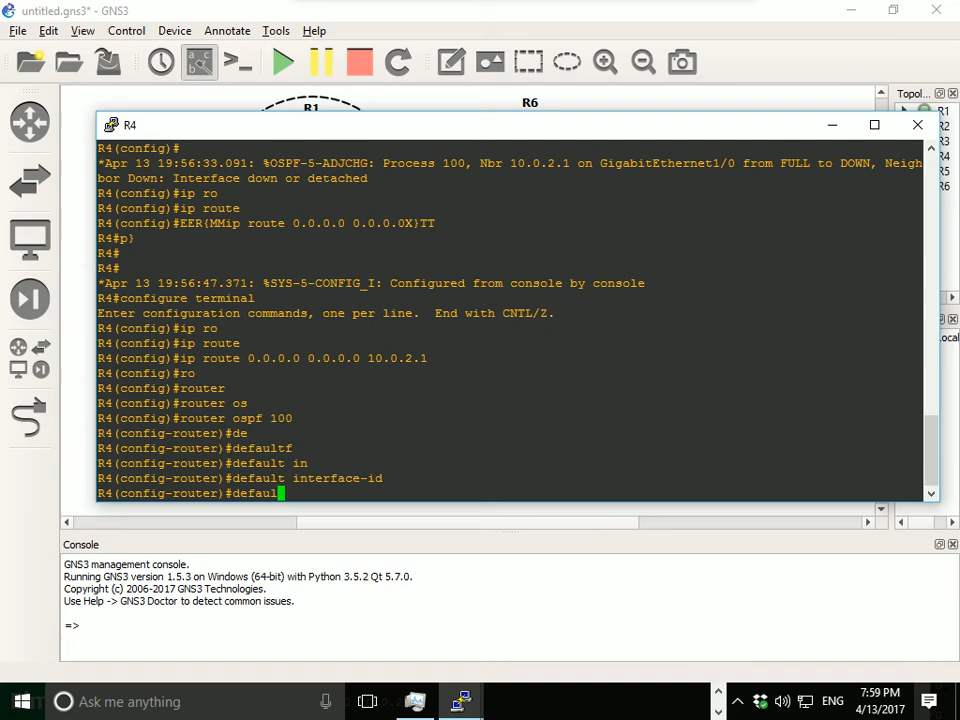 untitled.gns3* - GNS3
File Edit View Control Device Annotate Tools Help
R1
R6
Topol...
R1
R2
R3
R4
R5
R6
R4
R4(config)#
*Apr 13 19:56:33.091: %OSPF-5-ADJCHG: Process 100, Nbr 10.0.2.1 on GigabitEthernet1/0 from FULL to DOWN, Neigh
bor Down: Interface down or detached
R4(config)#ip ro
R4(config)#ip route
R4(config)#EER{MMip route 0.0.0.0 0.0.0.0X}TT
R4#p}
R4#
R4#
*Apr 13 19:56:47.371: %SYS-5-CONFIG_I: Configured from console by console
R4#configure terminal
Enter configuration commands, one per line.  End with CNTL/Z.
R4(config)#ip ro
R4(config)#ip route
R4(config)#ip route 0.0.0.0 0.0.0.0 10.0.2.1
R4(config)#ro
R4(config)#router
R4(config)#router os
R4(config)#router ospf 100
R4(config-router)#de
R4(config-router)#defaultf
R4(config-router)#default in
R4(config-router)#default interface-id
R4(config-router)#defaul
ocal
Console
GNS3 management console.
Running GNS3 version 1.5.3 on Windows (64-bit) with Python 3.5.2 Qt 5.7.0.
Copyright (c) 2006-2017 GNS3 Technologies.
Use Help -> GNS3 Doctor to detect common issues.
=>
Ask me anything
ENG
7:59 PM
4/13/2017